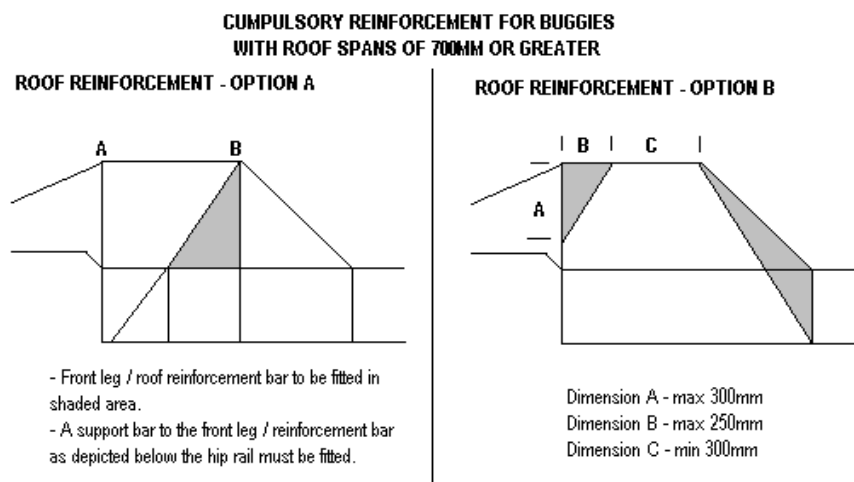 CUMPULSORY REINFORCEMENT FOR BUGGIES
WITH ROOF SPANS OF 700MM OR GREATER
ROOF REINFORCEMENT - OPTION A
A
B
- Front leg / roof reinforcement bar to be fitted in
shaded area.
- A support bar to the front leg / reinforcement bar
as depicted below the hip rail must be fitted.
ROOF REINFORCEMENT - OPTION B
B
C
A
Dimension A - max 300mm
Dimension B - max 250mm
Dimension C - min 300mm